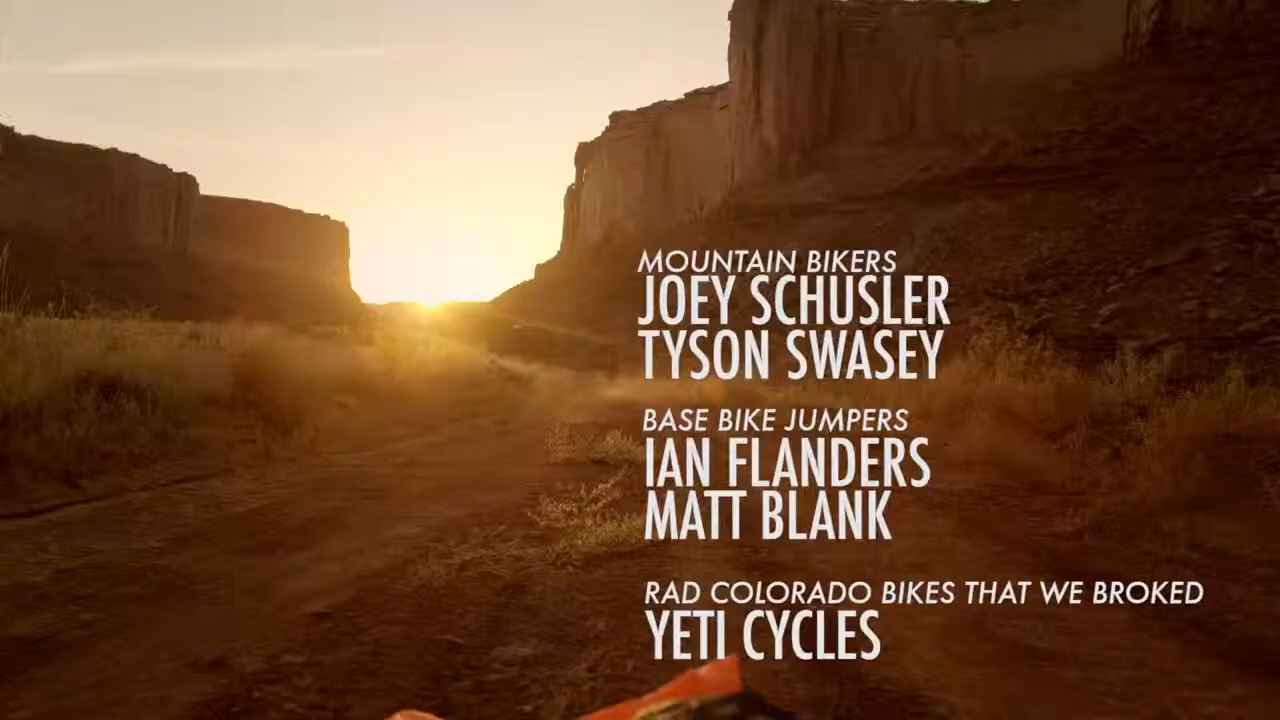 MOUNTAIN BIKERS
JOEY SCHUSLER
TYSON SWASEY
BASE BIKE JUMPERS
IAN FLANDERS
MATT BLANK
RAD COLORADO BIKES THAT WE BROKED
YETI CYCLES